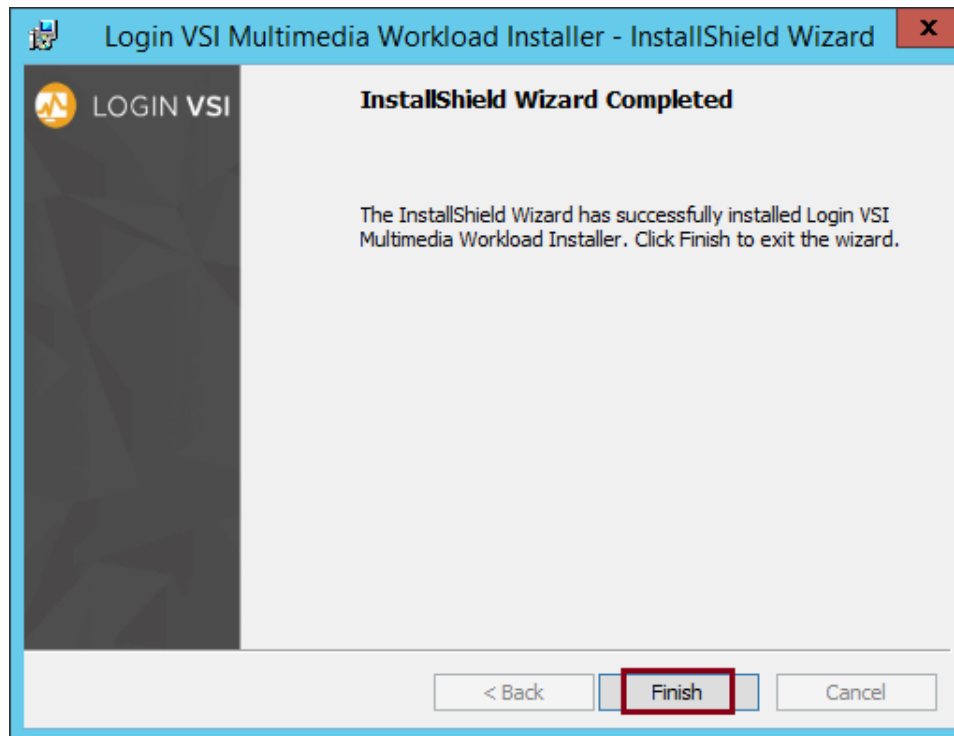 Login VSI Multimedia Workload Installer - InstallShield Wizard
x
LOGIN VSI
InstallShield Wizard Completed
The InstallShield Wizard has successfully installed Login VSI
Multimedia Workload Installer. Click Finish to exit the wizard.
< Back
Finish
Cancel